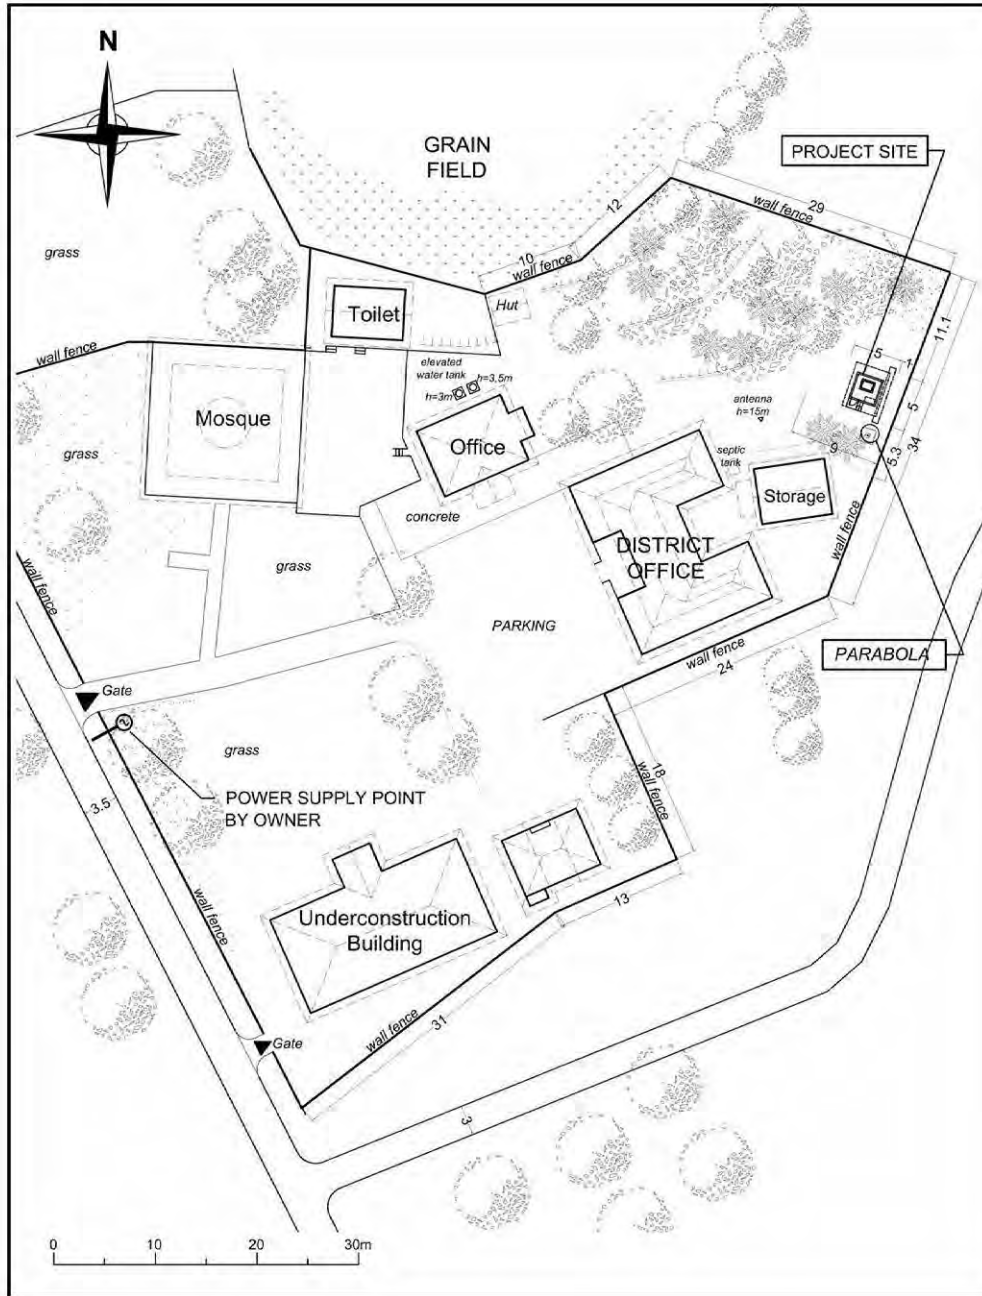 N
GRAIN
FIELD
PROJECT SITE
wall fence
29
12
10
wall fence
grass
Hut
Toilet
11.1
wall fence
elevated
water tank
h=3,5m
h=3m
5
1
5
34
5.3
antenna
h=15m
9
Mosque
Office
grass
septic
tank
Storage
concrete
wall fence
DISTRICT
OFFICE
grass
wall fence
PARKING
wall fence
24
PARABOLA
Gate
grass
18
wall fence
POWER SUPPLY POINT
BY OWNER
3.5
wall fence
Underconstruction
Building
13
wall fence
31
Gate
3
0 10 20 30m